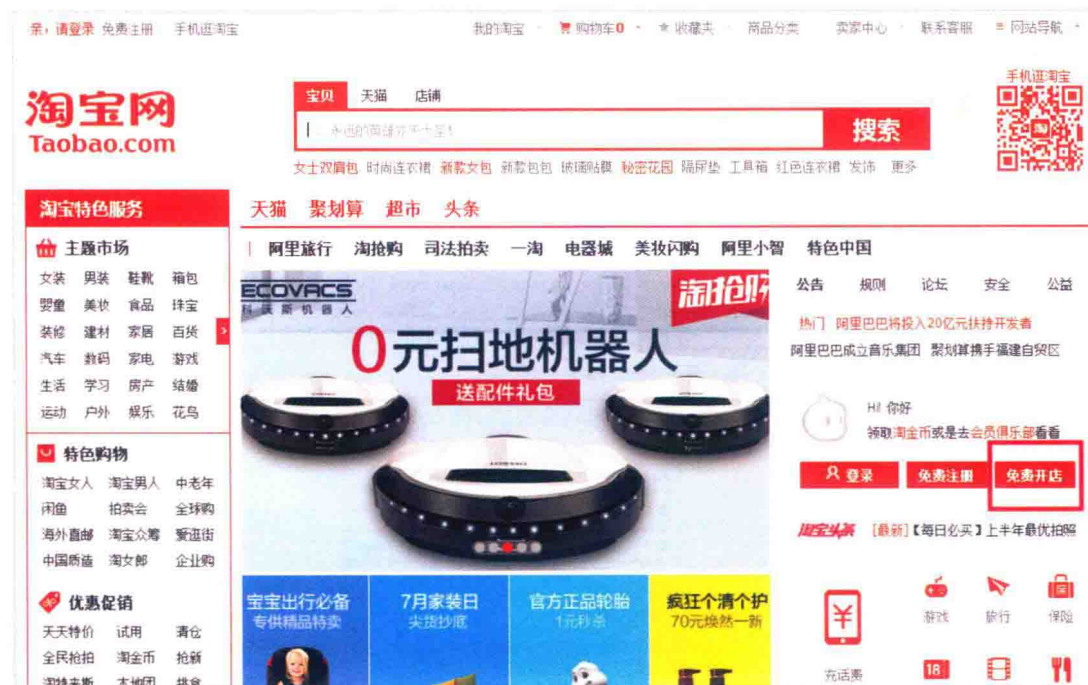 亲，请登录 免费注册 手机逛淘宝 我的淘宝 购物车0 收藏夹 商品分类 卖家中心 联系客服 网站导航
手机逛淘宝
淘宝网
Taobao.com
宝贝 天猫 店铺
搜索
女士双肩包 时尚连衣裙 新款女包 新款包包 玻璃贴膜 秘密花园 隔尿垫 工具箱 红色连衣裙 发饰 更多
淘宝特色服务
天猫 聚划算 超市 头条
阿里旅行 淘抢购 司法拍卖 一淘 电器城 美妆闪购 阿里小智 特色中国
主题市场
女装 男装 鞋靴 箱包
婴童 美妆 食品 珠宝
装修 建材 家居 百货
汽车 数码 家电 游戏
生活 学习 房产 结婚
运动 户外 娱乐 花鸟
特色购物
淘宝女人 淘宝男人 中老年
闲鱼 拍卖会 全球购
海外直邮 淘宝众筹 爱逛街
中国质造 淘女郎 企业购
优惠促销
天天特价 试用 清仓
全民抢拍 淘金币 抢新
ECOVACS
科沃斯机器人
淘抢购
0元扫地机器人
送配件礼包
公告 规则 论坛 安全 公益
热门 阿里巴巴将投入20亿元扶持开发者
阿里巴巴成立音乐集团 聚划算携手福建自贸区
Hi! 你好
领取淘金币或是去会员俱乐部看看
登录 免费注册 免费开店
淘宝头条 [最新]【每日必买】上半年最优拍照
宝宝出行必备
专供精品特卖
7月家装日
尖货抄底
官方正品轮胎
1元秒杀
疯狂个清个护
70元焕然一新
游戏 旅行 保险
充话费
18